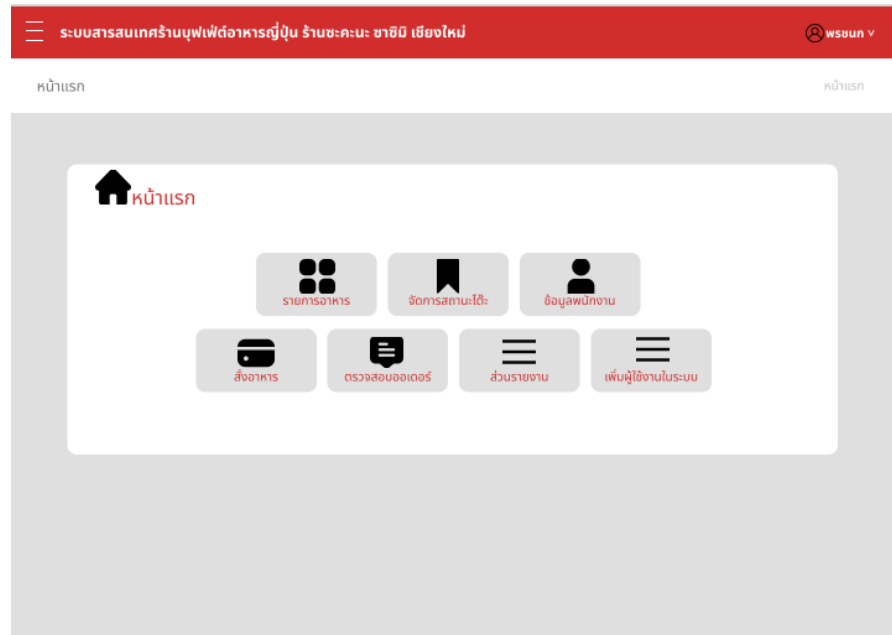 ระบบสารสนเทศร้านบุฟเฟ่ต์อาหารญี่ปุ่น ร้านซะคะนะ ซาชิมิ เชียงใหม่
พรชนก
หน้าแรก
หน้าแรก
หน้าแรก
รายการอาหาร
จัดการสถานะโต๊ะ
ข้อมูลพนักงาน
สั่งอาหาร
ตรวจสอบออเดอร์
ส่วนรายงาน
เพิ่มผู้ใช้งานในระบบ